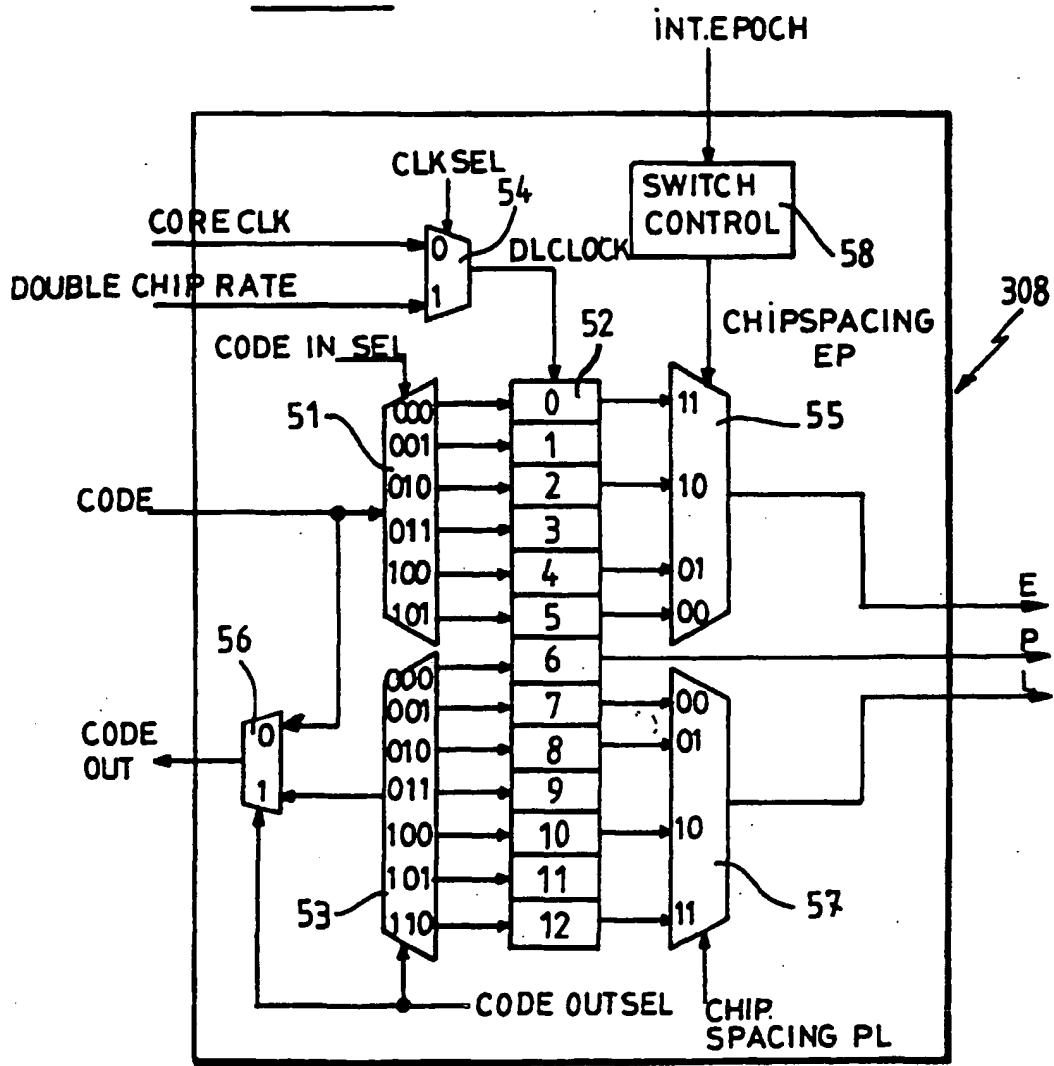 İNT.EPOCH
CLKSEL
54
SWITCH
CONTROL
58
CORECLK
0
DLCLOCK
DOUBLE CHIP RATE
1
308
CHİPSPACING
EP
CODE IN SEL
52
51
000
0
11
55
001
1
010
2
10
CODE
011
3
100
4
01
101
5
00
E
56
6
P
000
L
001
7
00
0
010
8
01
CODE
OUT
1
011
9
100
10
10
101
11
53
110
12
11
57
CODE OUTSEL
CHIP.
SPACING PL